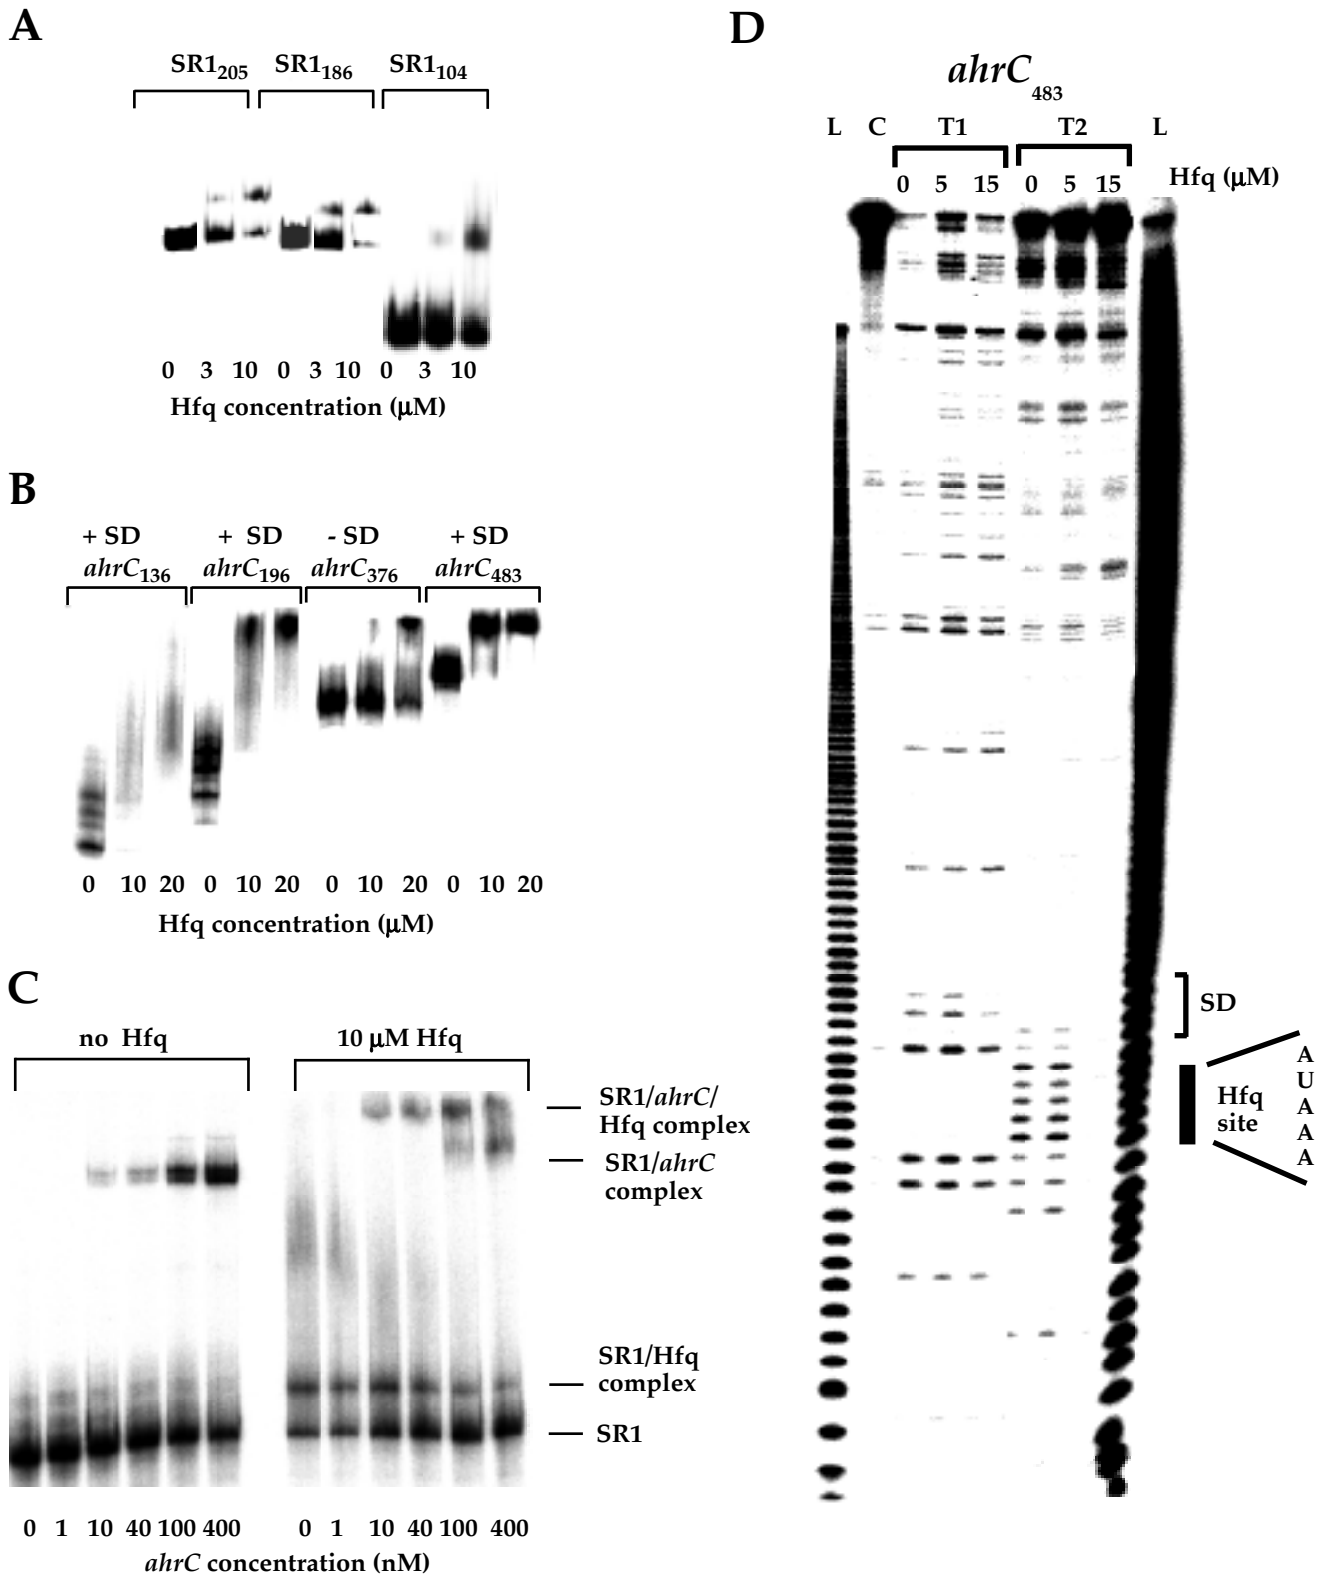 A
SR1205 SR1186 SR1104
0 3 10 0 3 10 0 3 10
Hfq concentration (µM)
B
+ SD + SD - SD + SD
ahrC136 ahrC196 ahrC376 ahrC483
0 10 20 0 10 20 0 10 20 0 10 20
Hfq concentration (µM)
C
no Hfq 10 µM Hfq
SR1/ahrC/
Hfq complex
SR1/ahrC
complex
SR1/Hfq
complex
SR1
0 1 10 40 100 400 0 1 10 40 100 400
ahrC concentration (nM)
D
ahrC483
L C T1 T2 L
0 5 15 0 5 15 Hfq (µM)
SD
Hfq
site
A
U
A
A
A